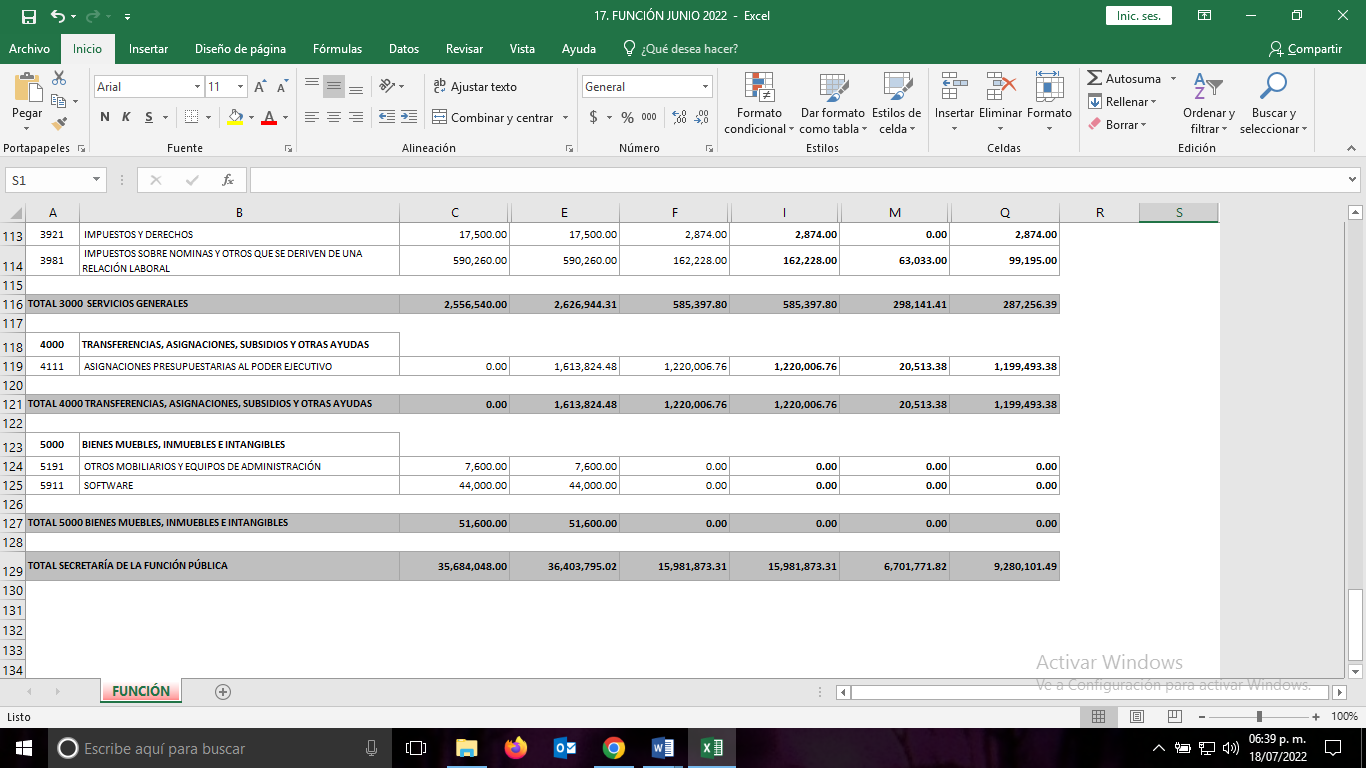 17. FUNCIÓN JUNIO 2022 - Excel
Inic. ses.
Archivo Inicio Insertar Diseño de página Fórmulas Datos Revisar Vista Ayuda ¿Qué desea hacer? Compartir
Pegar
Arial 11
N K S
Ajustar texto
Combinar y centrar
General
$ % 000
Formato condicional
Dar formato como tabla
Estilos de celda
Insertar Eliminar Formato
Autosuma
Rellenar
Borrar
Ordenar y filtrar
Buscar y seleccionar
Portapapeles Fuente Alineación Número Estilos Celdas Edición
S1 fx
A B C E F I M Q R S
113 3921 IMPUESTOS Y DERECHOS 17,500.00 17,500.00 2,874.00 2,874.00 0.00 2,874.00
114 3981 IMPUESTOS SOBRE NOMINAS Y OTROS QUE SE DERIVEN DE UNA RELACIÓN LABORAL 590,260.00 590,260.00 162,228.00 162,228.00 63,033.00 99,195.00
115
116 TOTAL 3000 SERVICIOS GENERALES 2,556,540.00 2,626,944.31 585,397.80 585,397.80 298,141.41 287,256.39
117
118 4000 TRANSFERENCIAS, ASIGNACIONES, SUBSIDIOS Y OTRAS AYUDAS
119 4111 ASIGNACIONES PRESUPUESTARIAS AL PODER EJECUTIVO 0.00 1,613,824.48 1,220,006.76 1,220,006.76 20,513.38 1,199,493.38
120
121 TOTAL 4000 TRANSFERENCIAS, ASIGNACIONES, SUBSIDIOS Y OTRAS AYUDAS 0.00 1,613,824.48 1,220,006.76 1,220,006.76 20,513.38 1,199,493.38
122
123 5000 BIENES MUEBLES, INMUEBLES E INTANGIBLES
124 5191 OTROS MOBILIARIOS Y EQUIPOS DE ADMINISTRACIÓN 7,600.00 7,600.00 0.00 0.00 0.00 0.00
125 5911 SOFTWARE 44,000.00 44,000.00 0.00 0.00 0.00 0.00
126
127 TOTAL 5000 BIENES MUEBLES, INMUEBLES E INTANGIBLES 51,600.00 51,600.00 0.00 0.00 0.00 0.00
128
129 TOTAL SECRETARÍA DE LA FUNCIÓN PÚBLICA 35,684,048.00 36,403,795.02 15,981,873.31 15,981,873.31 6,701,771.82 9,280,101.49
130
131
132
133
134
Activar Windows
Ve a Configuración para activar Windows.
FUNCIÓN
Listo 100%
Escribe aquí para buscar
06:39 p. m.
18/07/2022